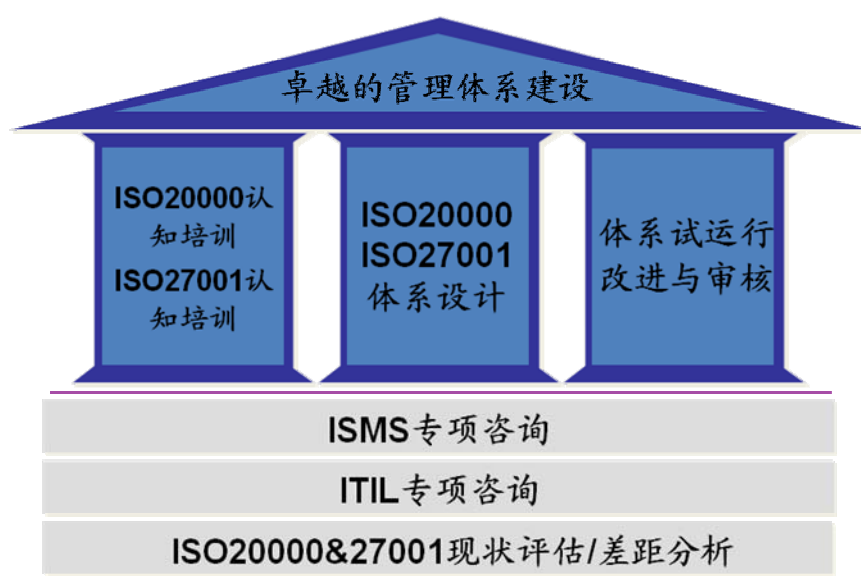 卓越的管理体系建设
ISO20000认
知培训
ISO27001认
知培训
ISO20000
ISO27001
体系设计
体系试运行
改进与审核
ISMS专项咨询
ITIL专项咨询
ISO20000&27001现状评估/差距分析